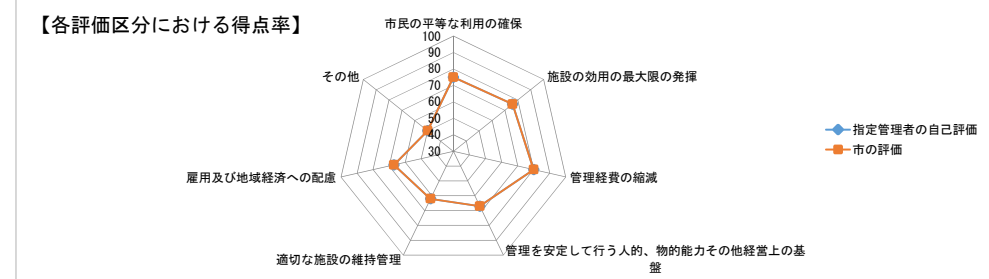 【各評価区分における得点率】
市民の平等な利用の確保
施設の効用の最大限の発揮
管理経費の縮減
管理を安定して行う人的、物的能力その他経営上の基
盤
適切な施設の維持管理
雇用及び地域経済への配慮
その他
100
90
80
70
60
50
40
30
指定管理者の自己評価
市の評価